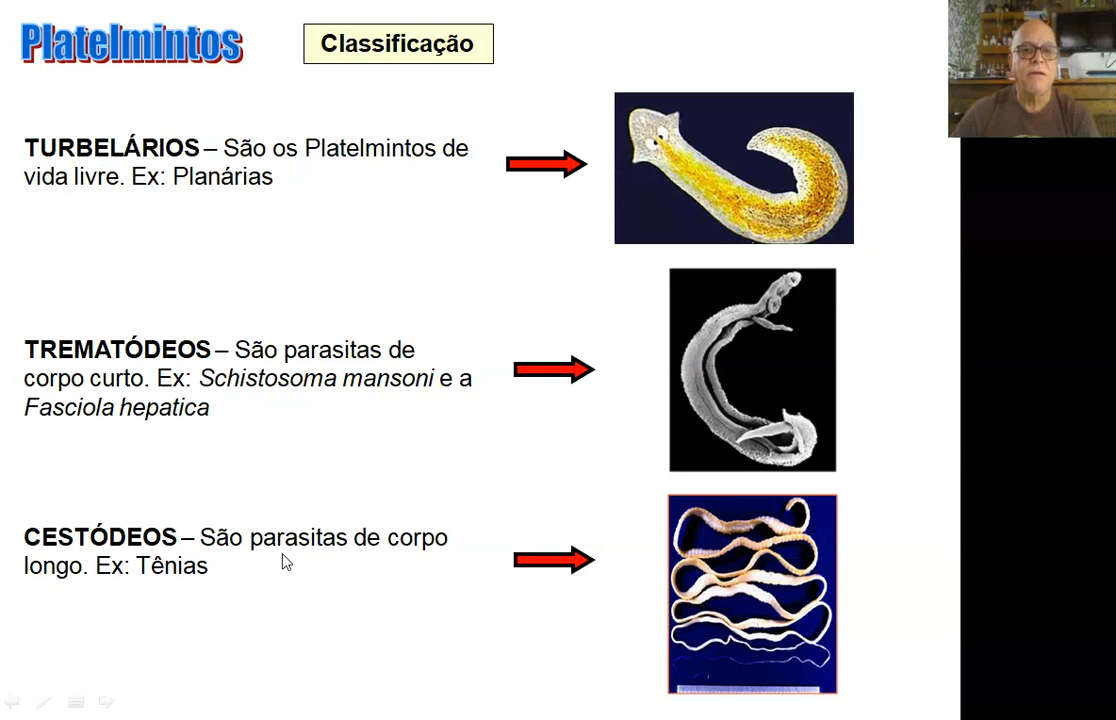 Platelmintos
Classificação
TURBELÁRIOS – São os Platelmintos de
vida livre. Ex: Planárias
TREMATÓDEOS – São parasitas de
corpo curto. Ex: Schistosoma mansoni e a
Fasciola hepatica
CESTÓDEOS – São parasitas de corpo
longo. Ex: Tênias